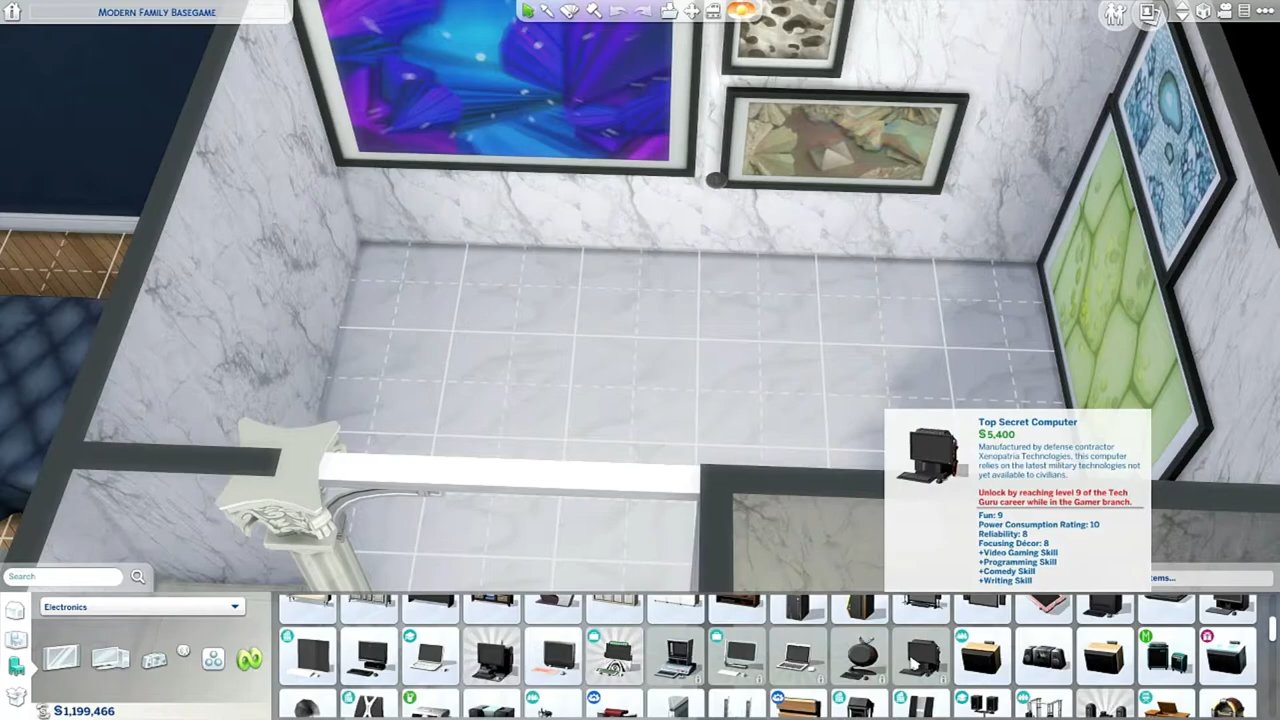 MODERN FAMILY BASEGAME
Top Secret Computer
§5,400
Manufactured by defense contractor
Xenopatria Technologies, this computer
relies on the latest military technologies not
yet available to civilians.
Unlock by reaching level 9 of the Tech
Guru career while in the Gamer branch.
Fun: 9
Power Consumption Rating: 10
Reliability: 8
Focusing Décor: 8
+Video Gaming Skill
+Programming Skill
+Comedy Skill
+Writing Skill
Search
tems...
Electronics
§1,199,466